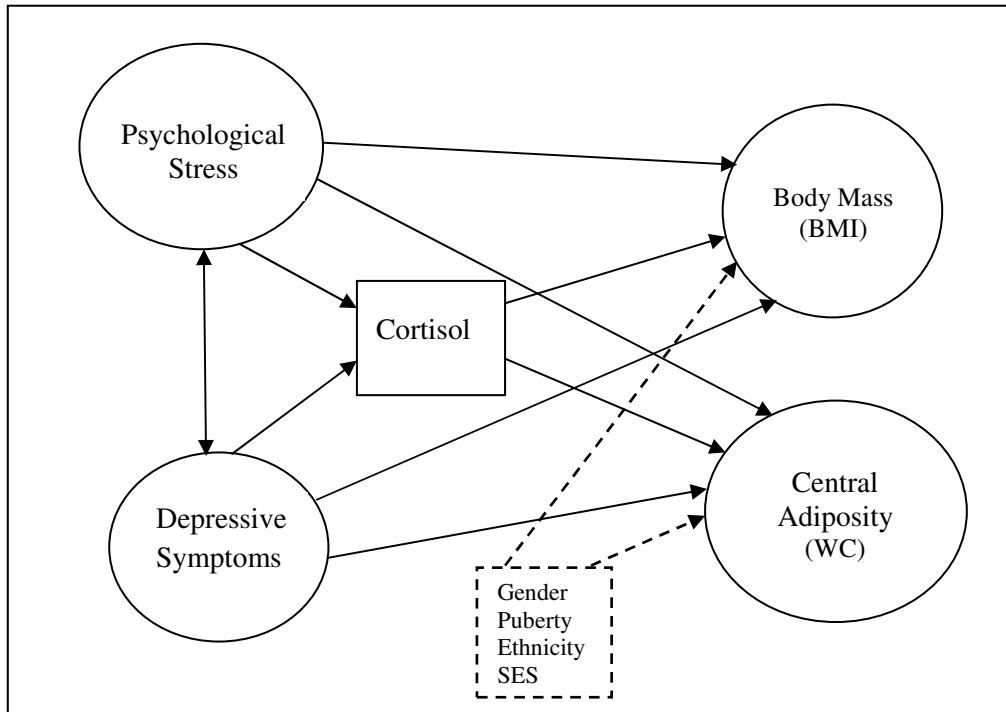 Psychological
Stress
Body Mass
(BMI)
Cortisol
Depressive
Symptoms
Central
Adiposity
(WC)
Gender
Puberty
Ethnicity
SES